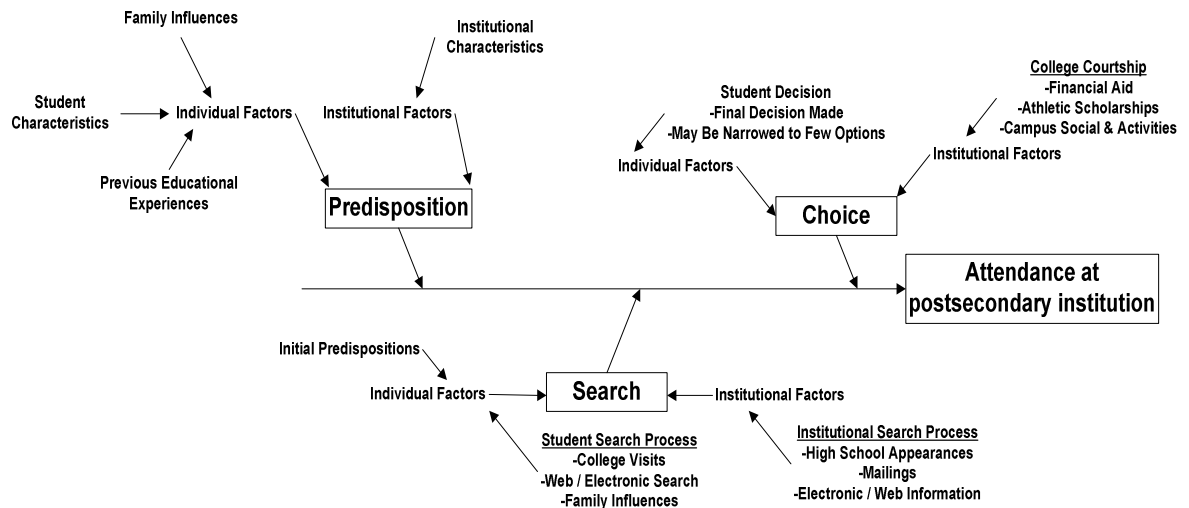 Family Influences
Student
Characteristics
Individual Factors
Previous Educational
Experiences
Institutional
Characteristics
Institutional Factors
Predisposition
Student Decision
-Final Decision Made
-May Be Narrowed to Few Options
Individual Factors
College Courtship
-Financial Aid
-Athletic Scholarships
-Campus Social & Activities
Institutional Factors
Choice
Attendance at
postsecondary institution
Initial Predispositions
Individual Factors
Search
Institutional Factors
Student Search Process
-College Visits
-Web / Electronic Search
-Family Influences
Institutional Search Process
-High School Appearances
-Mailings
-Electronic / Web Information